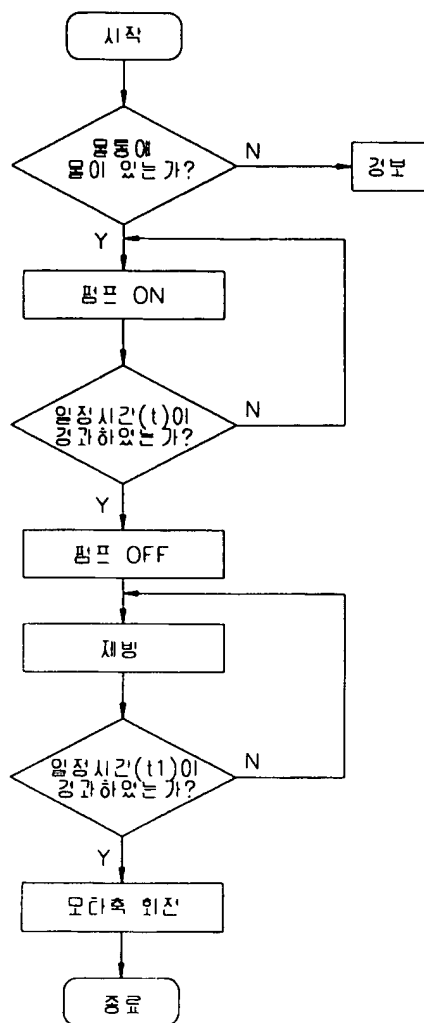 시작
물통에
물이 있는가?
N
경보
Y
펌프 ON
일정시간(t)이
경과하였는가?
N
Y
펌프 OFF
제빙
일정시간(t1)이
경과하였는가?
N
Y
모타축 회전
종료